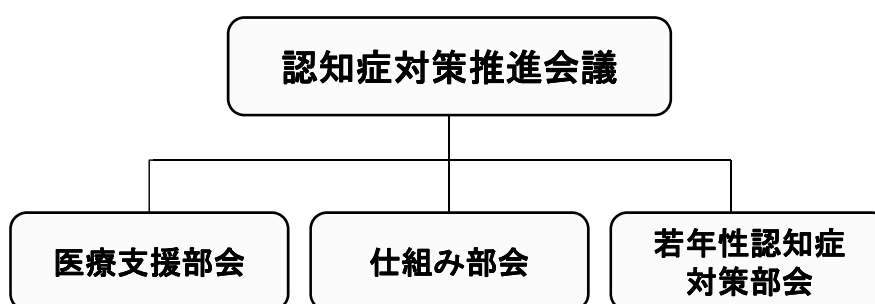 認知症対策推進会議
医療支援部会
仕組み部会
若年性認知症
対策部会